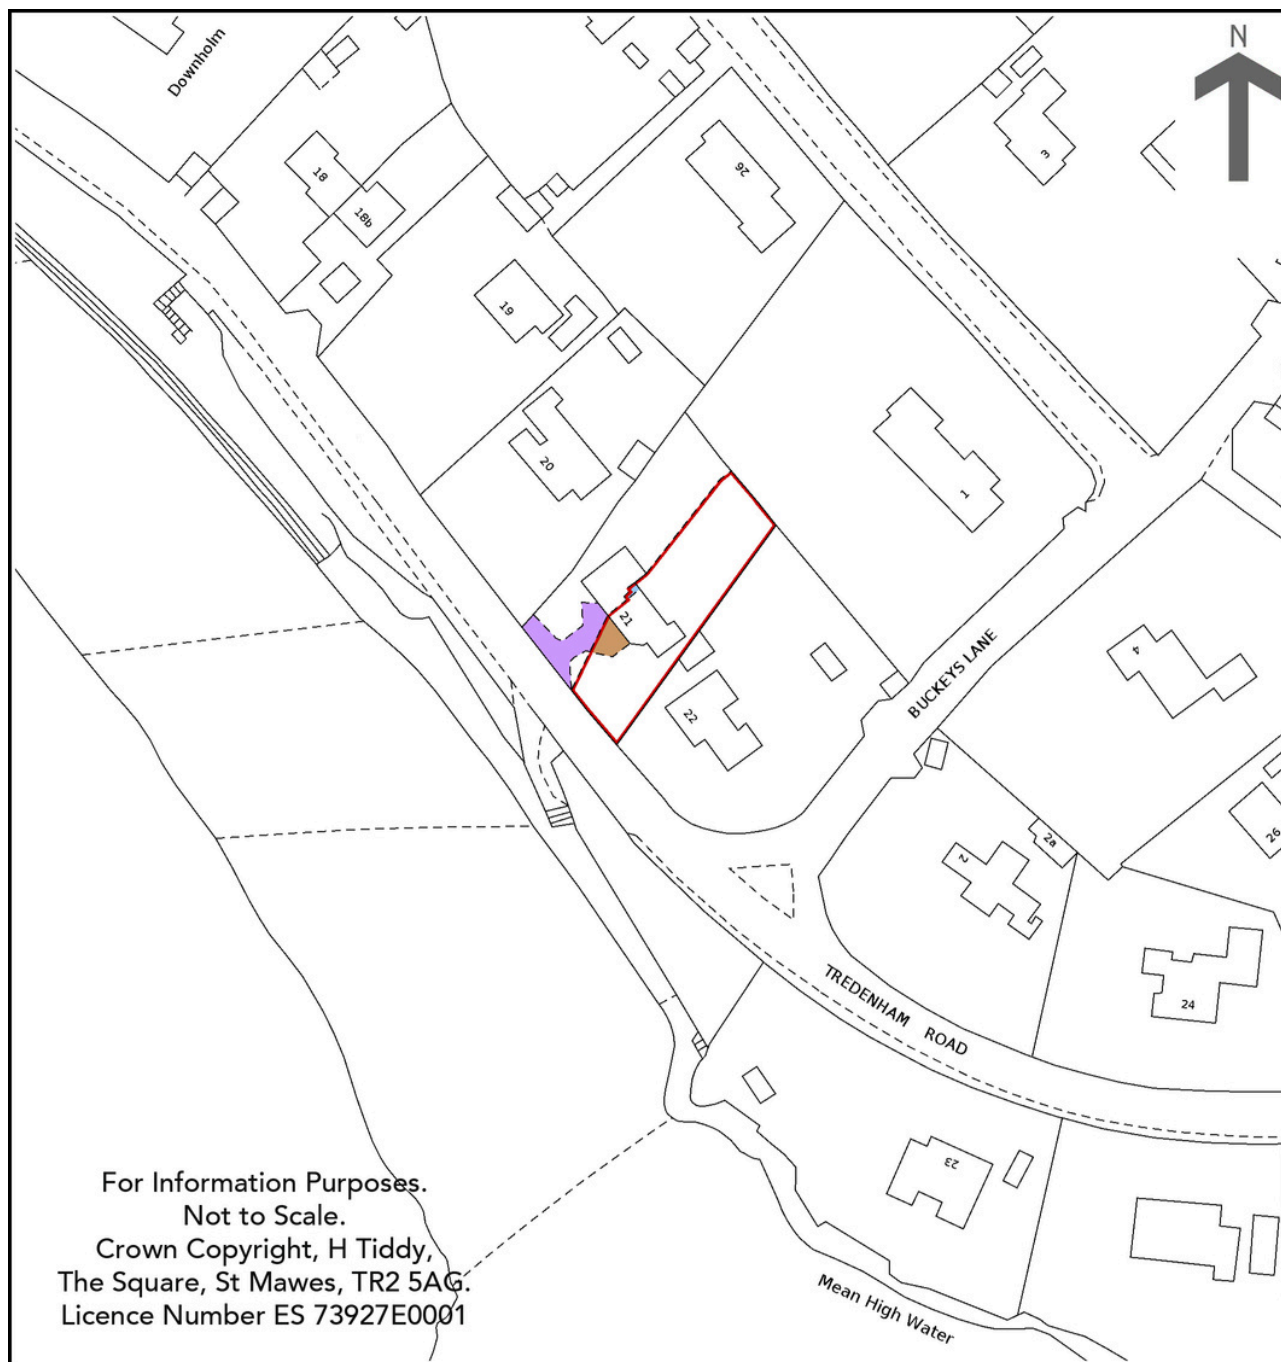 N
Downholm
3
26
18
18b
19
20
1
21
22
BUCKEYS LANE
4
2a
2
26
24
TREDENHAM ROAD
23
Mean High Water
For Information Purposes.
Not to Scale.
Crown Copyright, H Tiddy,
The Square, St Mawes, TR2 5AG.
Licence Number ES 73927E0001